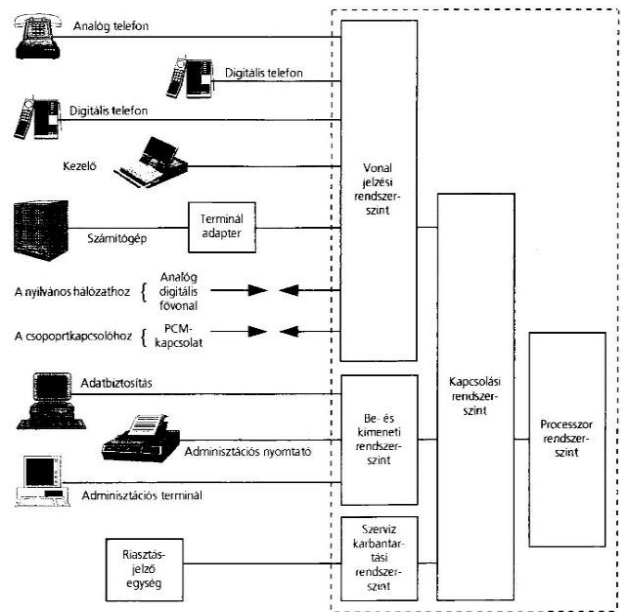 Analóg telefon
Digitális telefon
Digitális telefon
Kezelő
Számítógép
Terminál
adapter
A nyilvános hálózathoz {
Analóg
digitális
fővonal
A csopoprtkapcsolóhoz {
PCM-
kapcsolat
Vonal
jelzési
rendszer-
szint
Adatbiztosítás
Adminisztációs nyomtató
Adminisztációs terminál
Be- és
kimeneti
rendszer-
szint
Riasztás-
jelző
egység
Szerviz
karbantar-
tási
rendszer-
szint
Kapcsolási
rendszer-
szint
Processzor
rendszer-
szint